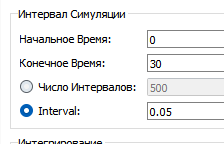 Интервал Симуляции
Начальное Время: 0
Конечное Время: 30
Число Интервалов: 500
Interval: 0.05
Интегрирование